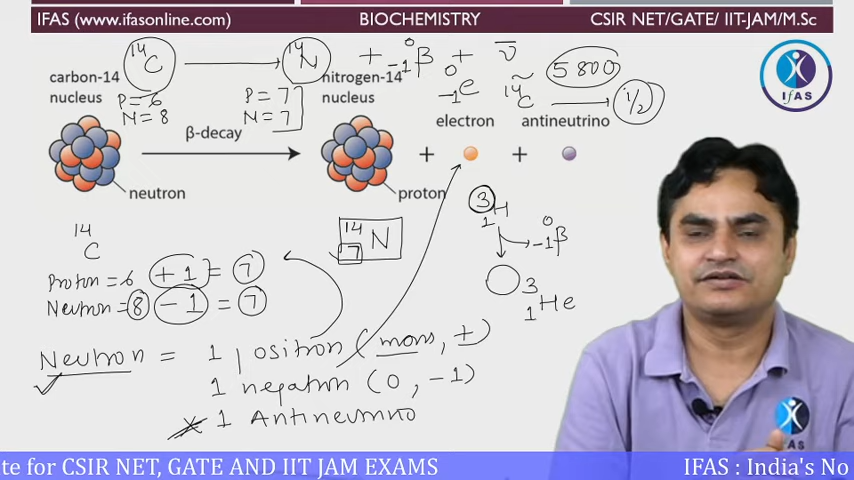 IFAS (www.ifasonline.com) BIOCHEMISTRY CSIR NET/GATE/ IIT-JAM/M.Sc
14C → 14N + 0-1β + ν̄
0-1e
5800
14C → (1/2)
IFAS
carbon-14 nucleus
nitrogen-14 nucleus
P = 6
N = 8
P = 7
N = 7
electron
antineutrino
β-decay
+
+
neutron
proton
3 1H
0-1β
3 1He
14 7 N
14 C
Proton = 6 +1 = 7
Neutron = 8 - 1 = 7
Neutron = 1 positron (mass, +)
1 negatron (0, -1)
1 Antineutrino
IFAS
te for CSIR NET, GATE AND IIT JAM EXAMS IFAS : India's No